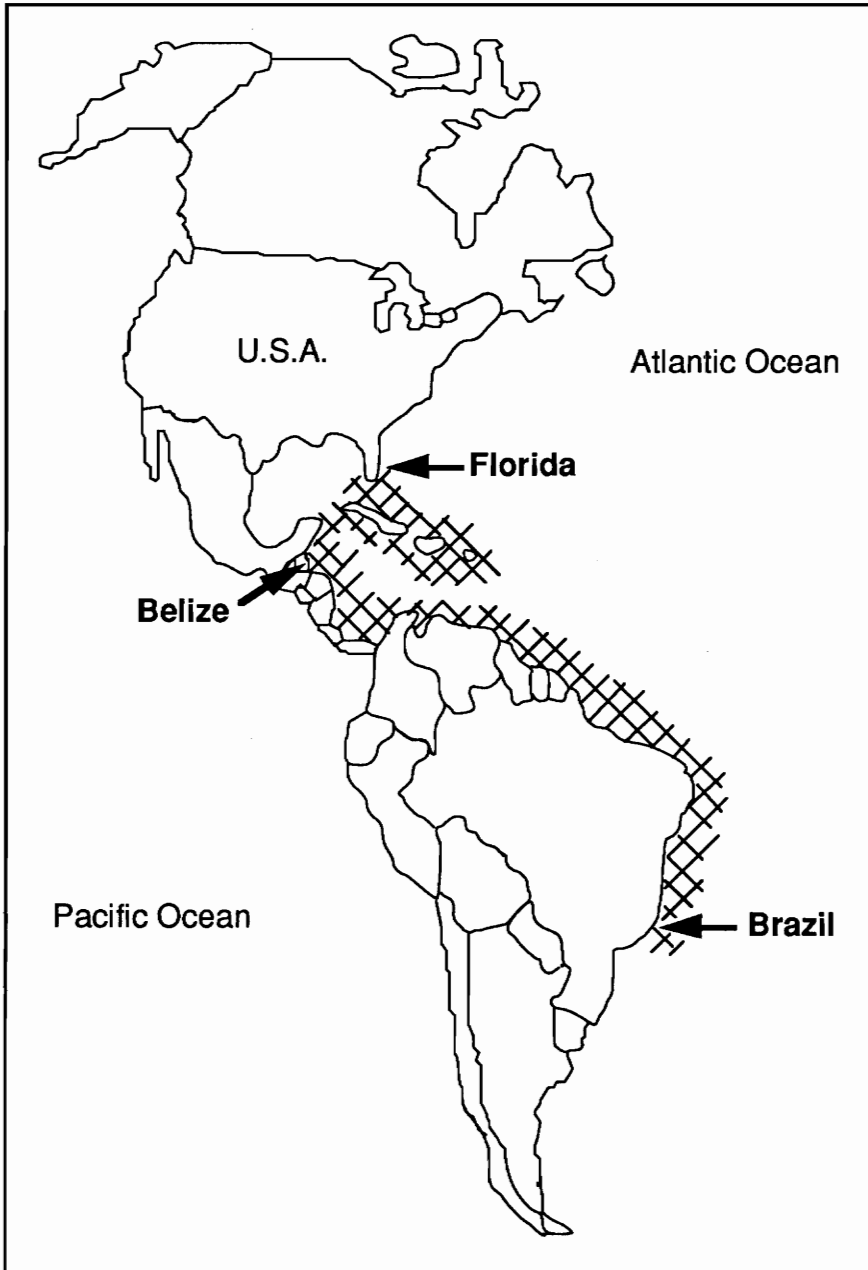 U.S.A.
Atlantic Ocean
Florida
Belize
Pacific Ocean
Brazil